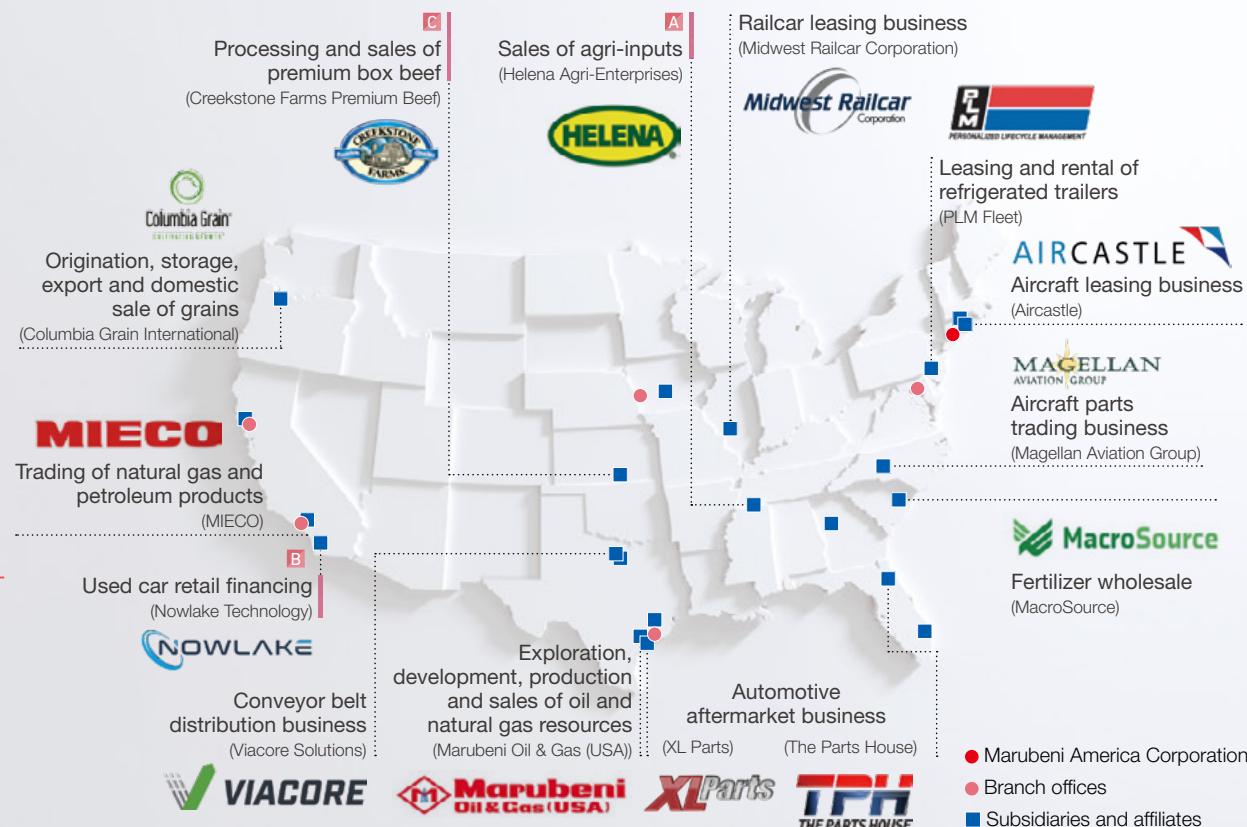 C
Processing and sales of
premium box beef
(Creekstone Farms Premium Beef)
CREEKSTONE
FARMS
A
Sales of agri-inputs
(Helena Agri-Enterprises)
HELENA
Railcar leasing business
(Midwest Railcar Corporation)
Midwest Railcar
Corporation
PLM
PERSONALIZED LIFECYCLE MANAGEMENT
Leasing and rental of
refrigerated trailers
(PLM Fleet)
Columbia Grain
Origination, storage,
export and domestic
sale of grains
(Columbia Grain International)
AIRCASTLE
Aircraft leasing business
(Aircastle)
MAGELLAN
AVIATION GROUP
Aircraft parts
trading business
(Magellan Aviation Group)
MIECO
Trading of natural gas and
petroleum products
(MIECO)
MacroSource
Fertilizer wholesale
(MacroSource)
B
Used car retail financing
(Nowlake Technology)
NOWLAKE
Conveyor belt
distribution business
(Viacore Solutions)
VIACORE
Exploration,
development, production
and sales of oil and
natural gas resources
(Marubeni Oil & Gas (USA))
Marubeni
Oil & Gas (USA)
Automotive
aftermarket business
(XL Parts) (The Parts House)
XL Parts
TPH
THE PARTS HOUSE
Marubeni America Corporation
Branch offices
Subsidiaries and affiliates